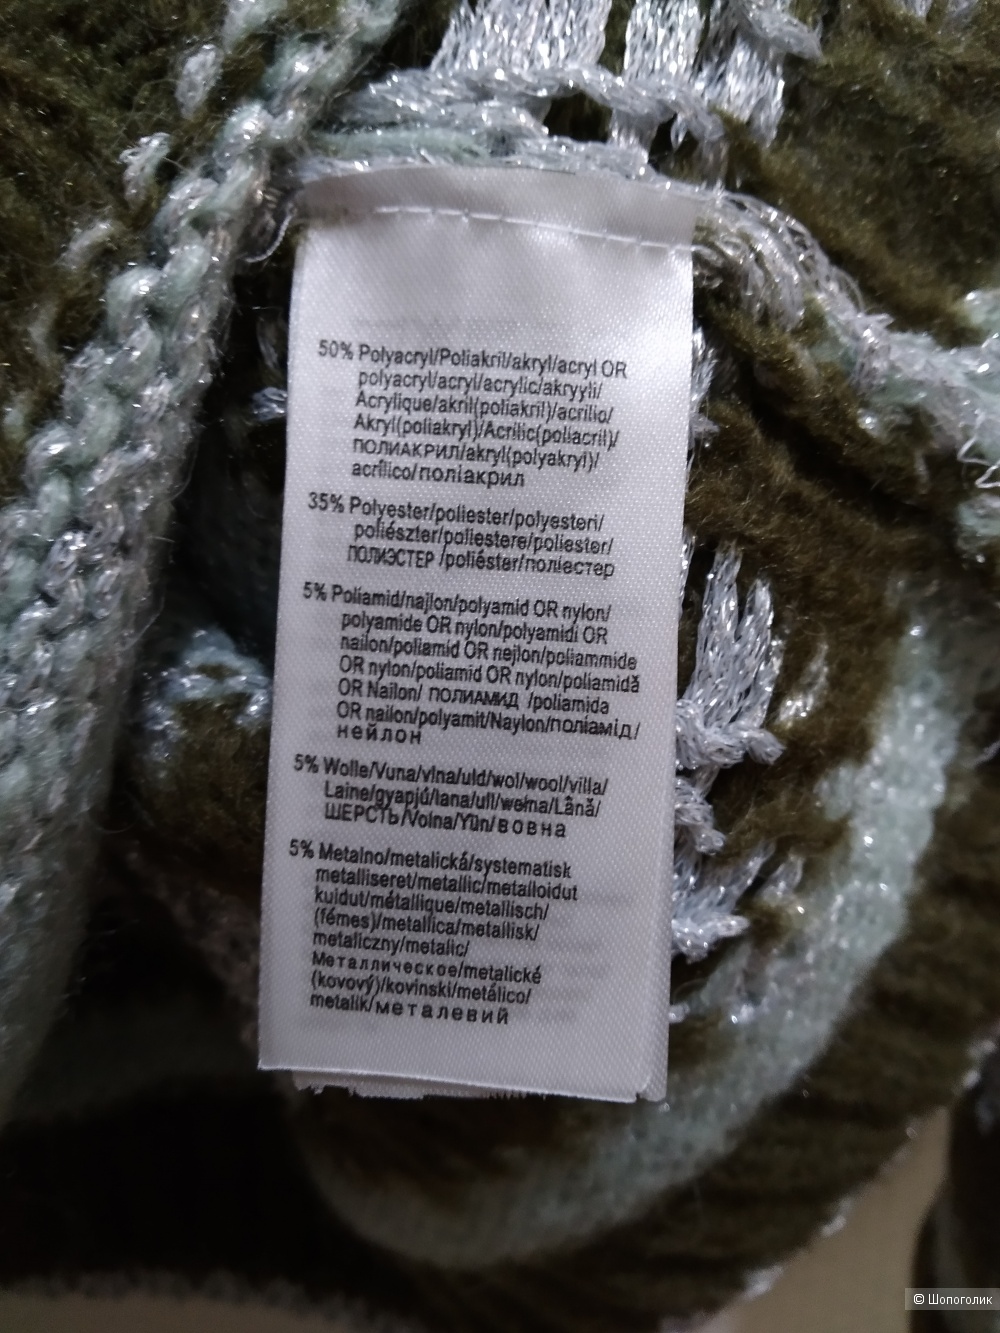 50% Polyacryl/Poliakril/akryl/acryl OR
polyacryl/acryl/acrylic/akryyli/
Acrylique/akril(poliakril)/acrilio/
Akryl(poliakryl)/Acrilic(poliacril)/
ПОЛИАКРИЛ/akryl(polyakryl)/
acrílico/поліакрил
35% Polyester/poliester/polyesteri/
poliészter/poliestere/poliester/
ПОЛИЭСТЕР /poliéster/поліестер
5% Poliamid/najlon/polyamid OR nylon/
polyamide OR nylon/polyamidi OR
nailon/poliamid OR nejlon/poliammide
OR nylon/poliamid OR nylon/poliamidă
OR Nailon/ ПОЛИАМИД /poliamida
OR nailon/polyamit/Naylon/поліамід/
нейлон
5% Wolle/Vuna/vlna/uld/wol/wool/villa/
Laine/gyapjú/lana/ull/wełna/Lână/
ШЕРСТЬ/Volna/Yün/вовна
5% Metalno/metalická/systematisk
metalliseret/metallic/metalloidut
kuidut/métallique/metallisch/
(fémes)/metallica/metallisk/
metaliczny/metalic/
Металлическое/metalické
(kovový)/kovinski/metálico/
metalik/металевий
© Шопоголик